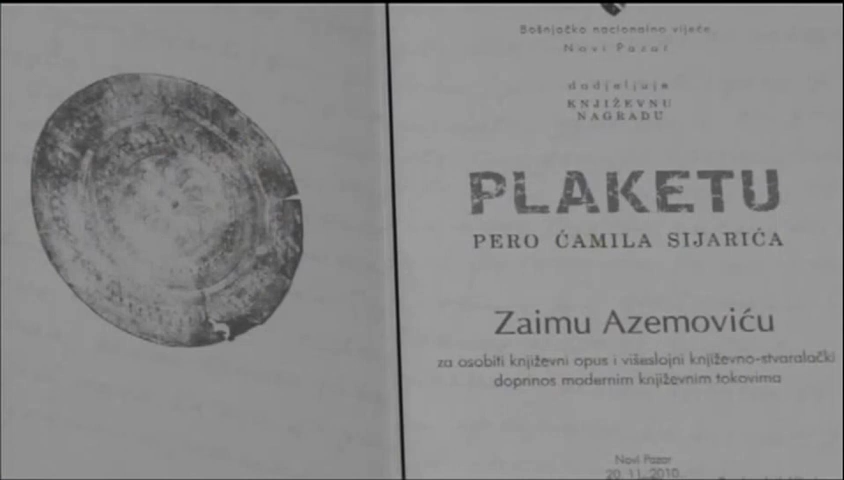 Bošnjačko nacionalno vijeće
Novi Pazar
dodjeljuje
KNJIŽEVNU
NAGRADU
PLAKETU
PERO ĆAMILA SIJARIĆA
Zaimu Azemoviću
za osobiti književni opus i višeslojni književno-stvaralački
doprinos modernim književnim tokovima
Novi Pazar
20. 11. 2010